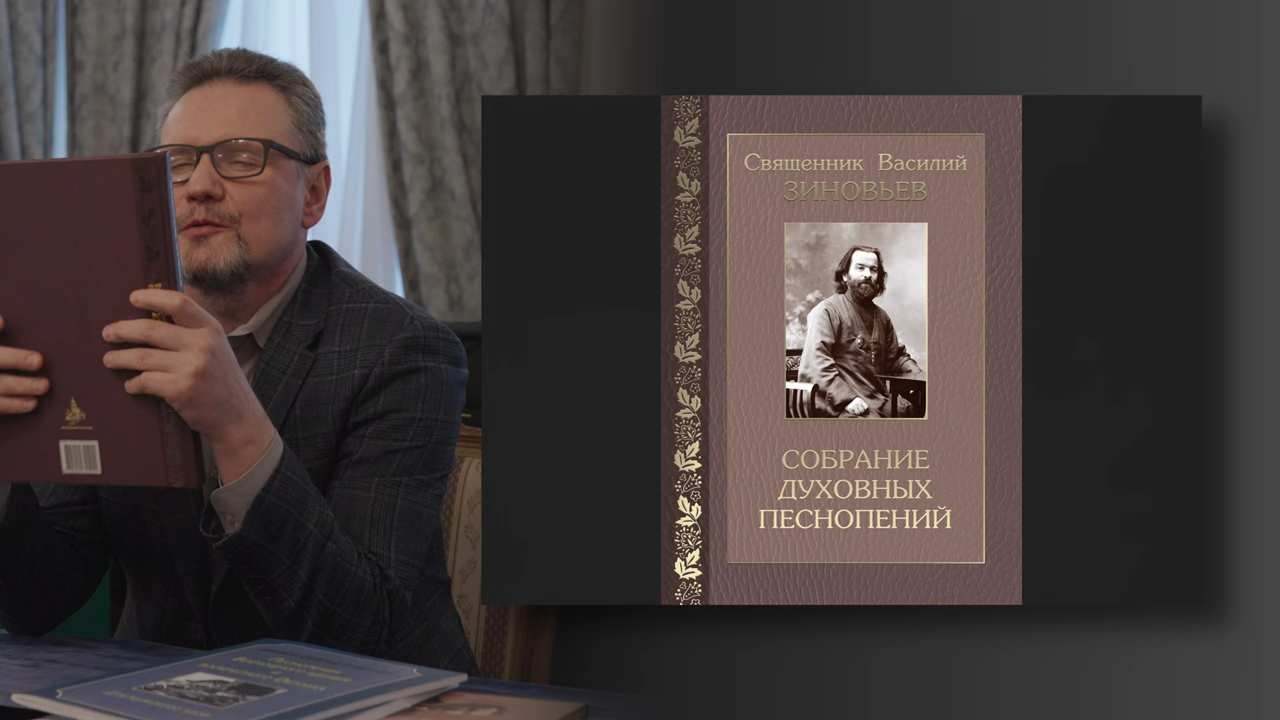 Священник Василий
ЗИНОВЬЕВ
СОБРАНИЕ
ДУХОВНЫХ
ПЕСНОПЕНИЙ